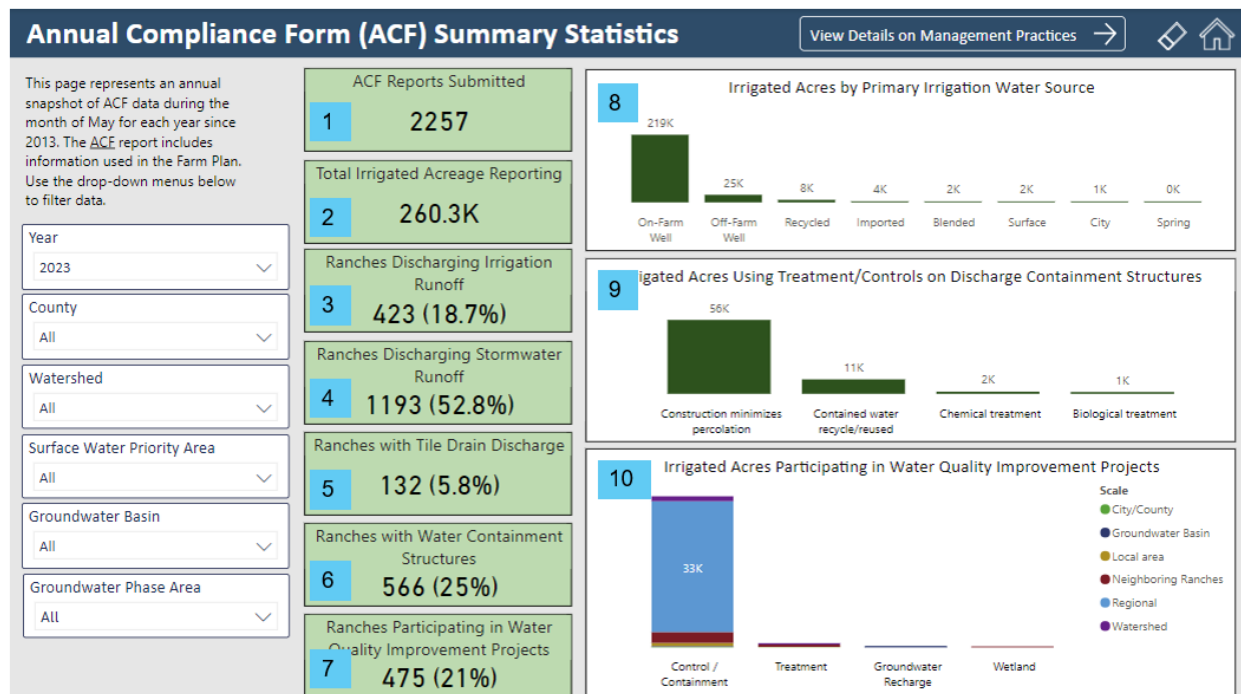 Annual Compliance Form (ACF) Summary Statistics
View Details on Management Practices
This page represents an annual
snapshot of ACF data during the
month of May for each year since
2013. The ACF report includes
information used in the Farm Plan.
Use the drop-down menus below
to filter data.
Year
2023
County
All
Watershed
All
Surface Water Priority Area
All
Groundwater Basin
All
Groundwater Phase Area
All
ACF Reports Submitted
1
2257
Total Irrigated Acreage Reporting
2
260.3K
Ranches Discharging Irrigation
Runoff
3
423 (18.7%)
Ranches Discharging Stormwater
Runoff
4
1193 (52.8%)
Ranches with Tile Drain Discharge
5
132 (5.8%)
Ranches with Water Containment
Structures
6
566 (25%)
Ranches Participating in Water
Quality Improvement Projects
7
475 (21%)
8
Irrigated Acres by Primary Irrigation Water Source
219K
25K
8K
4K
2K
2K
1K
0K
On-Farm
Well
Off-Farm
Well
Recycled
Imported
Blended
Surface
City
Spring
9
igated Acres Using Treatment/Controls on Discharge Containment Structures
56K
11K
2K
1K
Construction minimizes
percolation
Contained water
recycle/reused
Chemical treatment
Biological treatment
10
Irrigated Acres Participating in Water Quality Improvement Projects
33K
Control /
Containment
Treatment
Groundwater
Recharge
Wetland
Scale
City/County
Groundwater Basin
Local area
Neighboring Ranches
Regional
Watershed